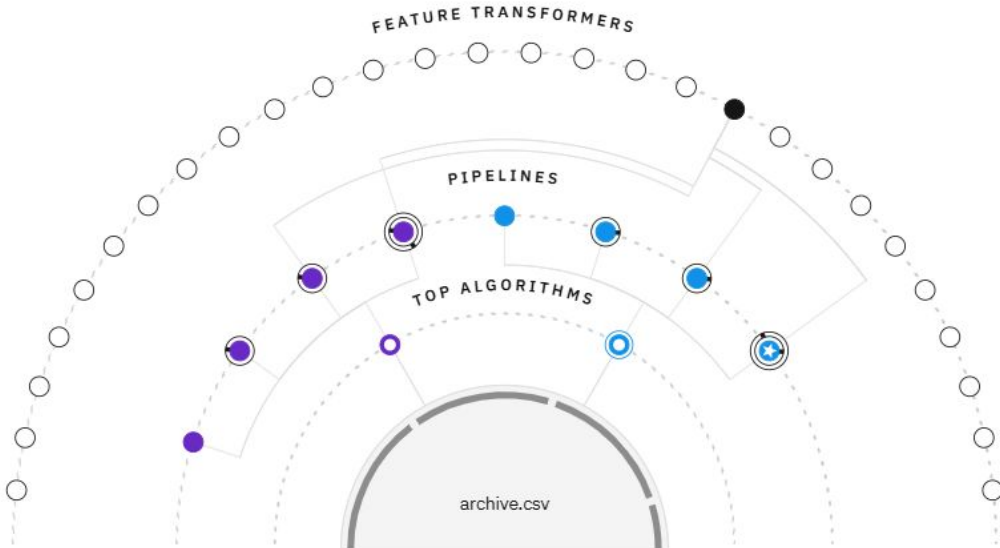 FEATURE TRANSFORMERS
PIPELINES
TOP ALGORITHMS
archive.csv